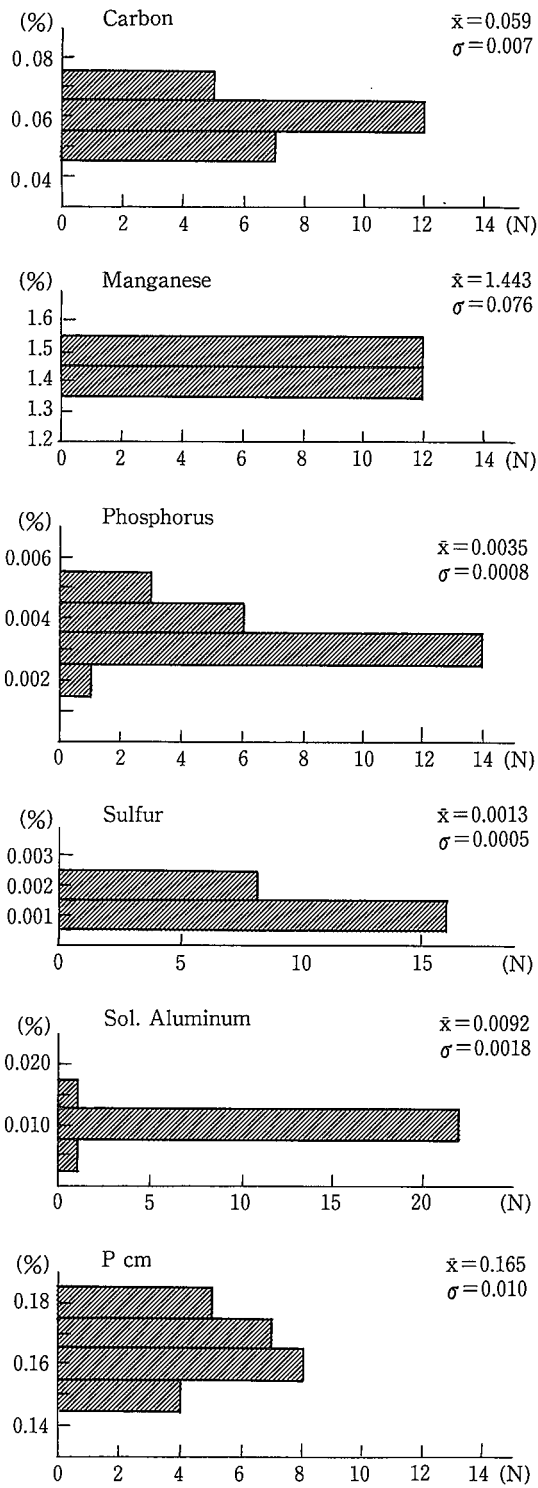 (%) Carbon x̄=0.059
σ=0.007
0.08
0.06
0.04
0 2 4 6 8 10 12 14 (N)
(%) Manganese x̄=1.443
σ=0.076
1.6
1.5
1.4
1.3
1.2
0 2 4 6 8 10 12 14 (N)
(%) Phosphorus
x̄=0.0035
0.006
σ=0.0008
0.004
0.002
0 2 4 6 8 10 12 14 (N)
(%) Sulfur x̄=0.0013
σ=0.0005
0.003
0.002
0.001
0 5 10 15 (N)
(%) Sol. Aluminum x̄=0.0092
σ=0.0018
0.020
0.010
0 5 10 15 20 (N)
(%) P cm x̄=0.165
σ=0.010
0.18
0.16
0.14
0 2 4 6 8 10 12 14 (N)